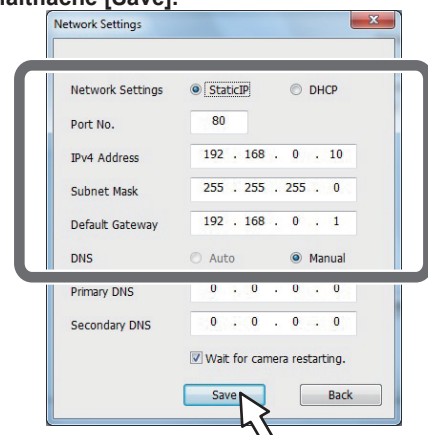 altfläche [Save].
Network Settings
Network Settings StaticIP DHCP
Port No. 80
IPv4 Address 192 . 168 . 0 . 10
Subnet Mask 255 . 255 . 255 . 0
Default Gateway 192 . 168 . 0 . 1
DNS Auto Manual
Primary DNS 0 . 0 . 0 . 0
Secondary DNS 0 . 0 . 0 . 0
Wait for camera restarting.
Save Back